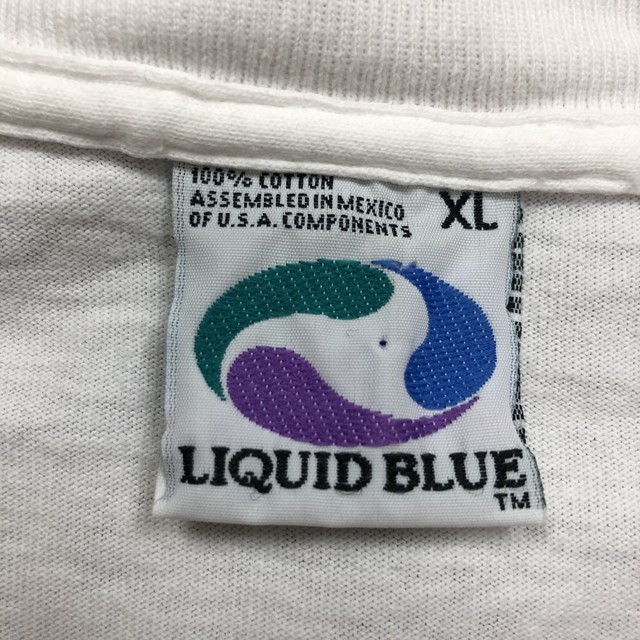 100% COTTON
ASSEMBLED IN MEXICO
OF U.S.A. COMPONENTS
XL
LIQUID BLUE
TM